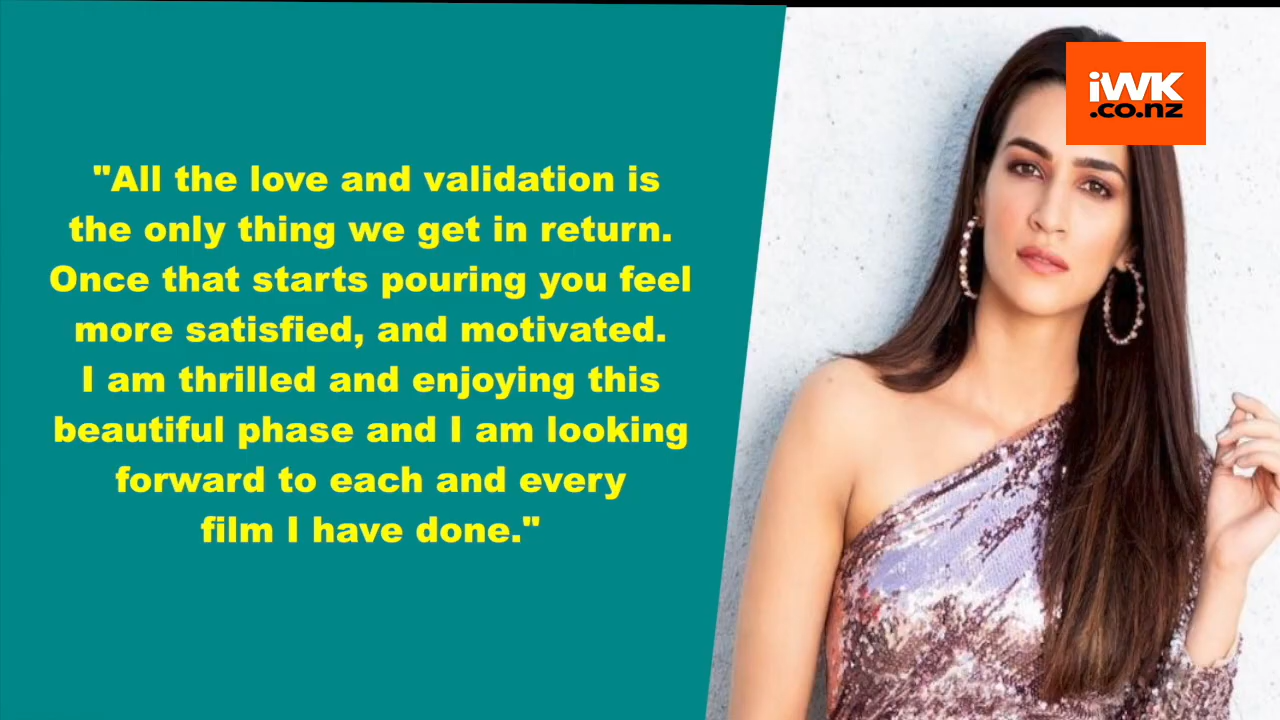 "All the love and validation is
the only thing we get in return.
Once that starts pouring you feel
more satisfied, and motivated.
I am thrilled and enjoying this
beautiful phase and I am looking
forward to each and every
film I have done."
iWK
.co.nz